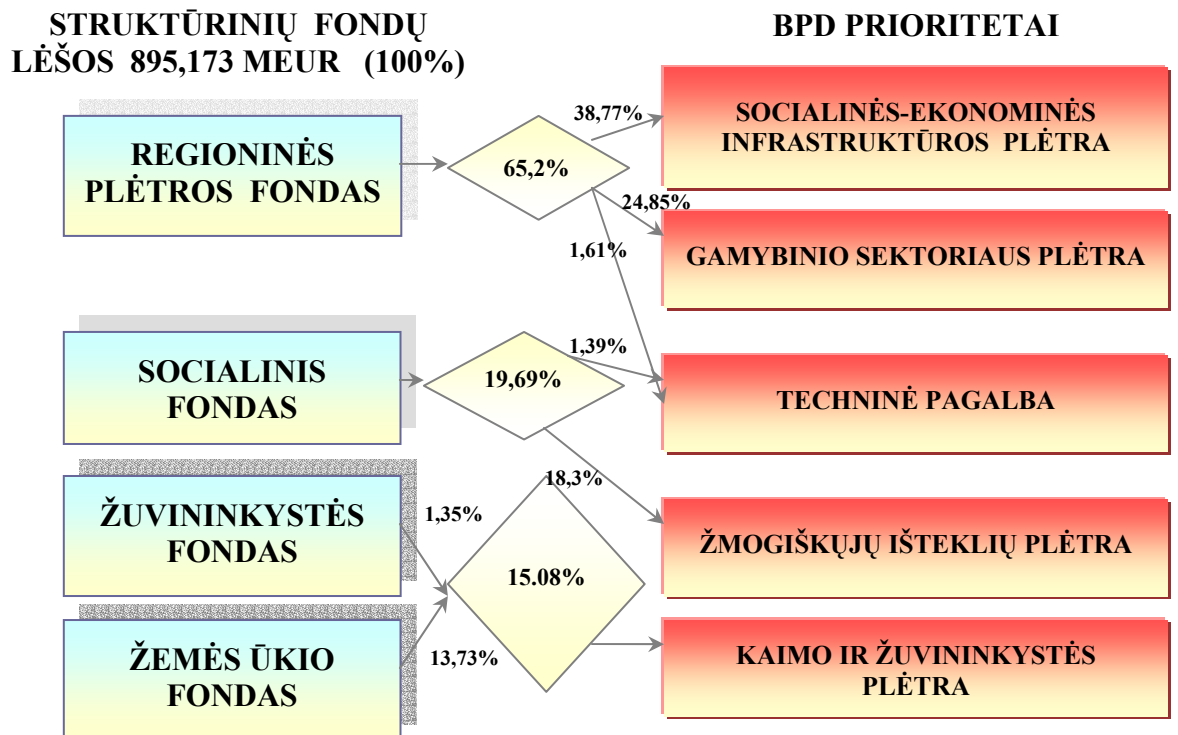 STRUKTŪRINIŲ FONDŲ
LĖŠOS 895,173 MEUR (100%)
BPD PRIORITETAI
REGIONINĖS
PLĖTROS FONDAS
65,2%
38,77%
SOCIALINĖS-EKONOMINĖS
INFRASTRUKTŪROS PLĖTRA
24,85%
1,61%
GAMYBINIO SEKTORIAUS PLĖTRA
SOCIALINIS
FONDAS
19,69%
1,39%
TECHNINĖ PAGALBA
18,3%
ŽUVININKYSTĖS
FONDAS
1,35%
15.08%
ŽMOGIŠKŲJŲ IŠTEKLIŲ PLĖTRA
ŽEMĖS ŪKIO
FONDAS
13,73%
KAIMO IR ŽUVININKYSTĖS
PLĖTRA